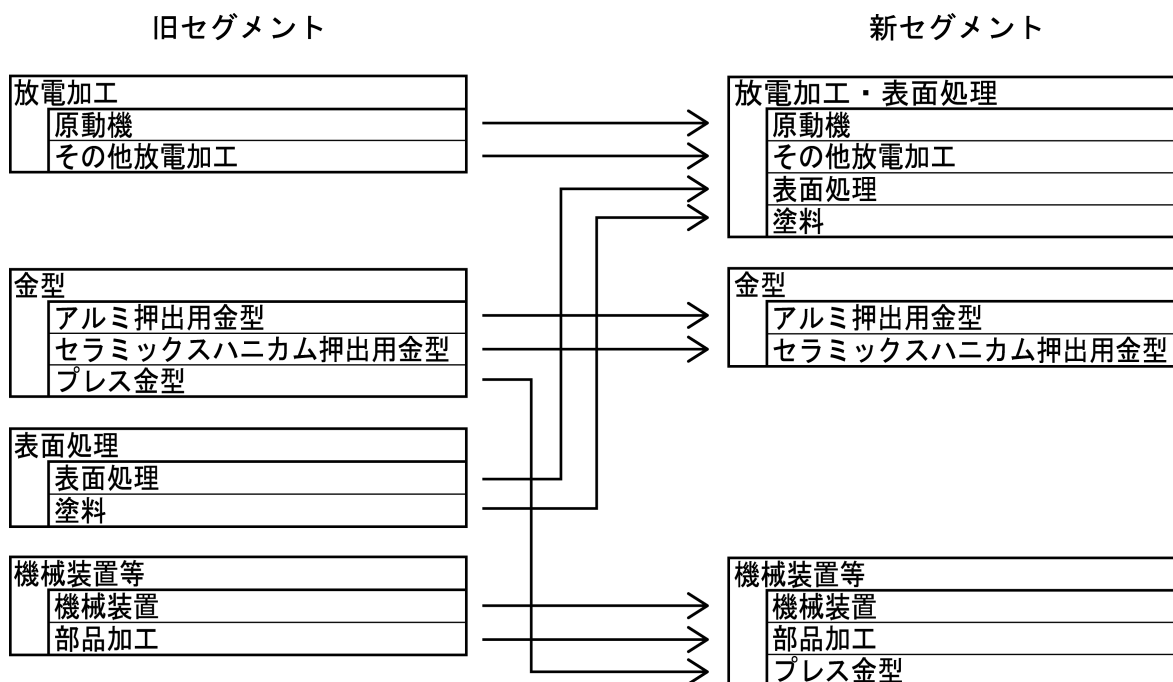 旧セグメント
新セグメント
放電加工
原動機
その他放電加工
金型
アルミ押出用金型
セラミックスハニカム押出用金型
プレス金型
表面処理
表面処理
塗料
機械装置等
機械装置
部品加工
放電加工・表面処理
原動機
その他放電加工
表面処理
塗料
金型
アルミ押出用金型
セラミックスハニカム押出用金型
機械装置等
機械装置
部品加工
プレス金型